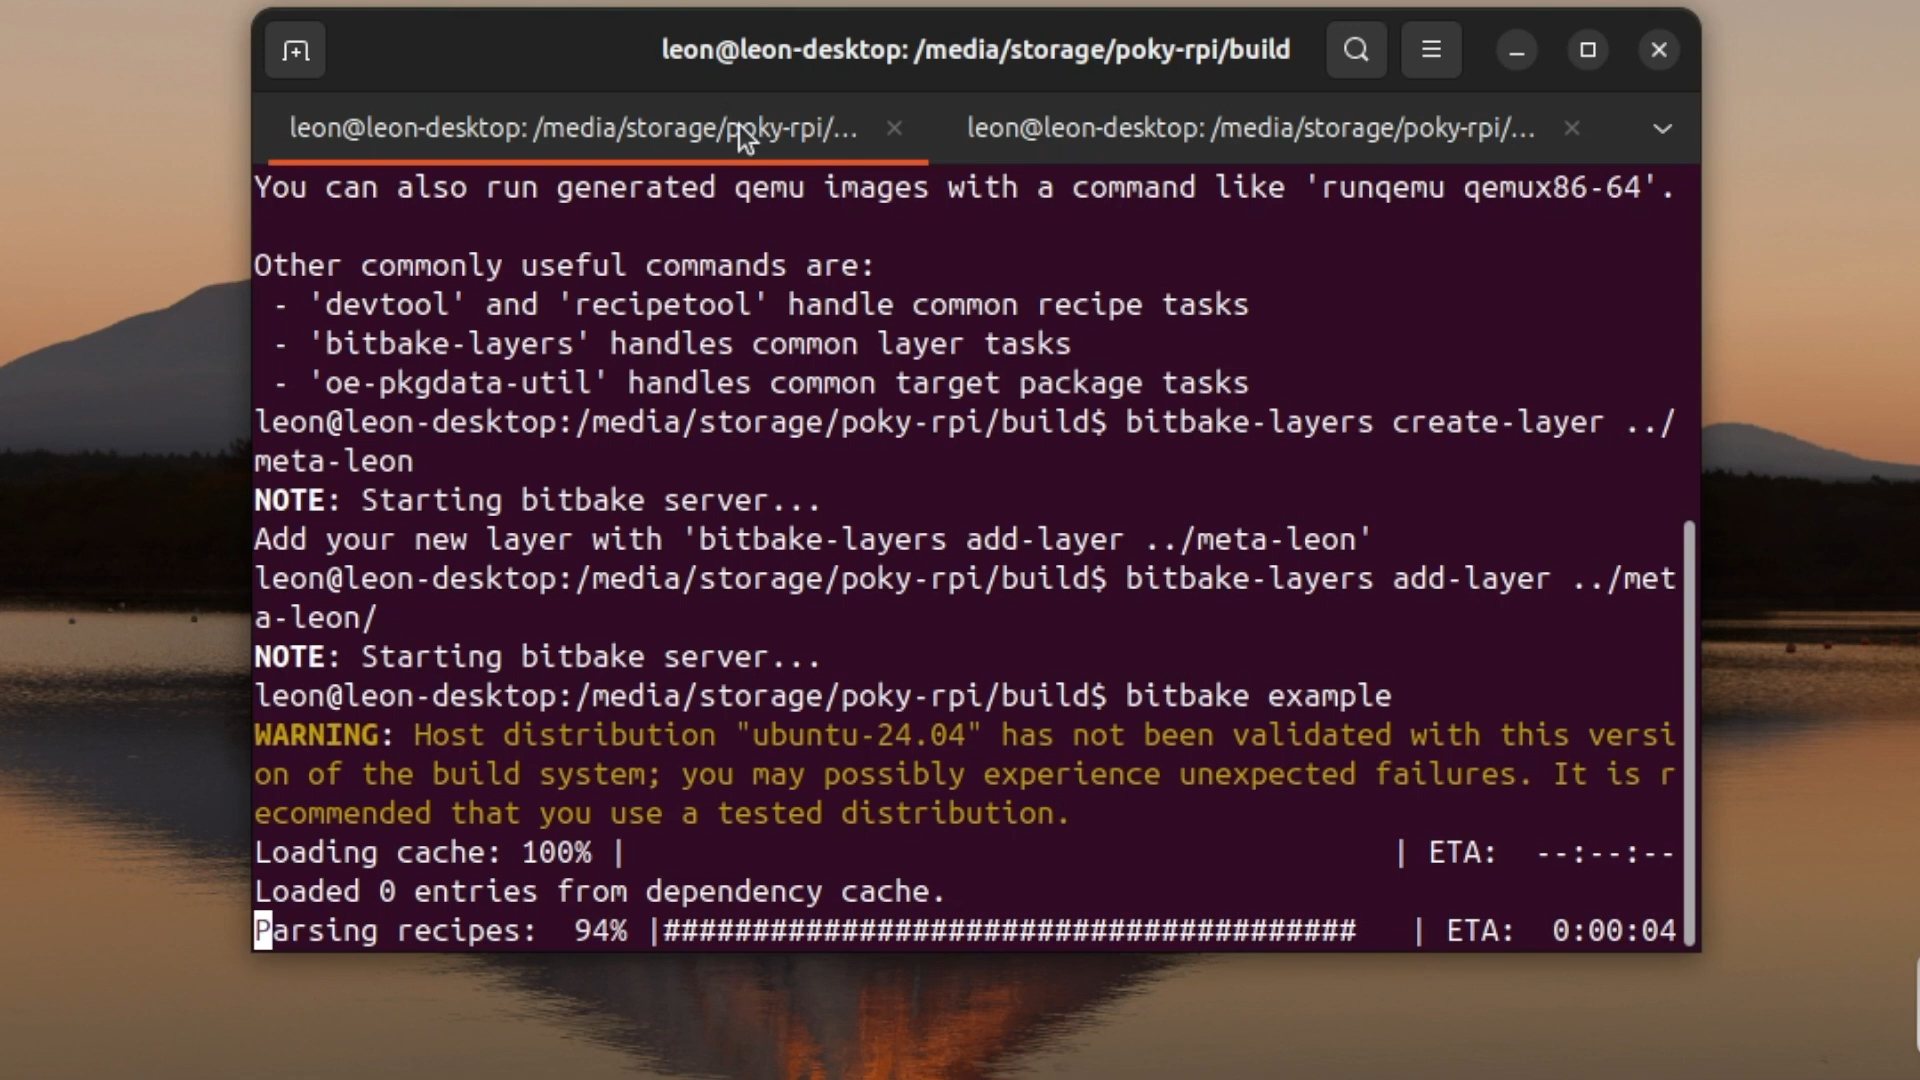 leon@leon-desktop: /media/storage/poky-rpi/build
leon@leon-desktop: /media/storage/poky-rpi/... leon@leon-desktop: /media/storage/poky-rpi/...
You can also run generated qemu images with a command like 'runqemu qemux86-64'.
Other commonly useful commands are:
- 'devtool' and 'recipetool' handle common recipe tasks
- 'bitbake-layers' handles common layer tasks
- 'oe-pkgdata-util' handles common target package tasks
leon@leon-desktop:/media/storage/poky-rpi/build$ bitbake-layers create-layer ../
meta-leon
NOTE: Starting bitbake server...
Add your new layer with 'bitbake-layers add-layer ../meta-leon'
leon@leon-desktop:/media/storage/poky-rpi/build$ bitbake-layers add-layer ../met
a-leon/
NOTE: Starting bitbake server...
leon@leon-desktop:/media/storage/poky-rpi/build$ bitbake example
WARNING: Host distribution "ubuntu-24.04" has not been validated with this versi
on of the build system; you may possibly experience unexpected failures. It is r
ecommended that you use a tested distribution.
Loading cache: 100% | | ETA: --:--:--
Loaded 0 entries from dependency cache.
Parsing recipes: 94% |####################################### | ETA: 0:00:04